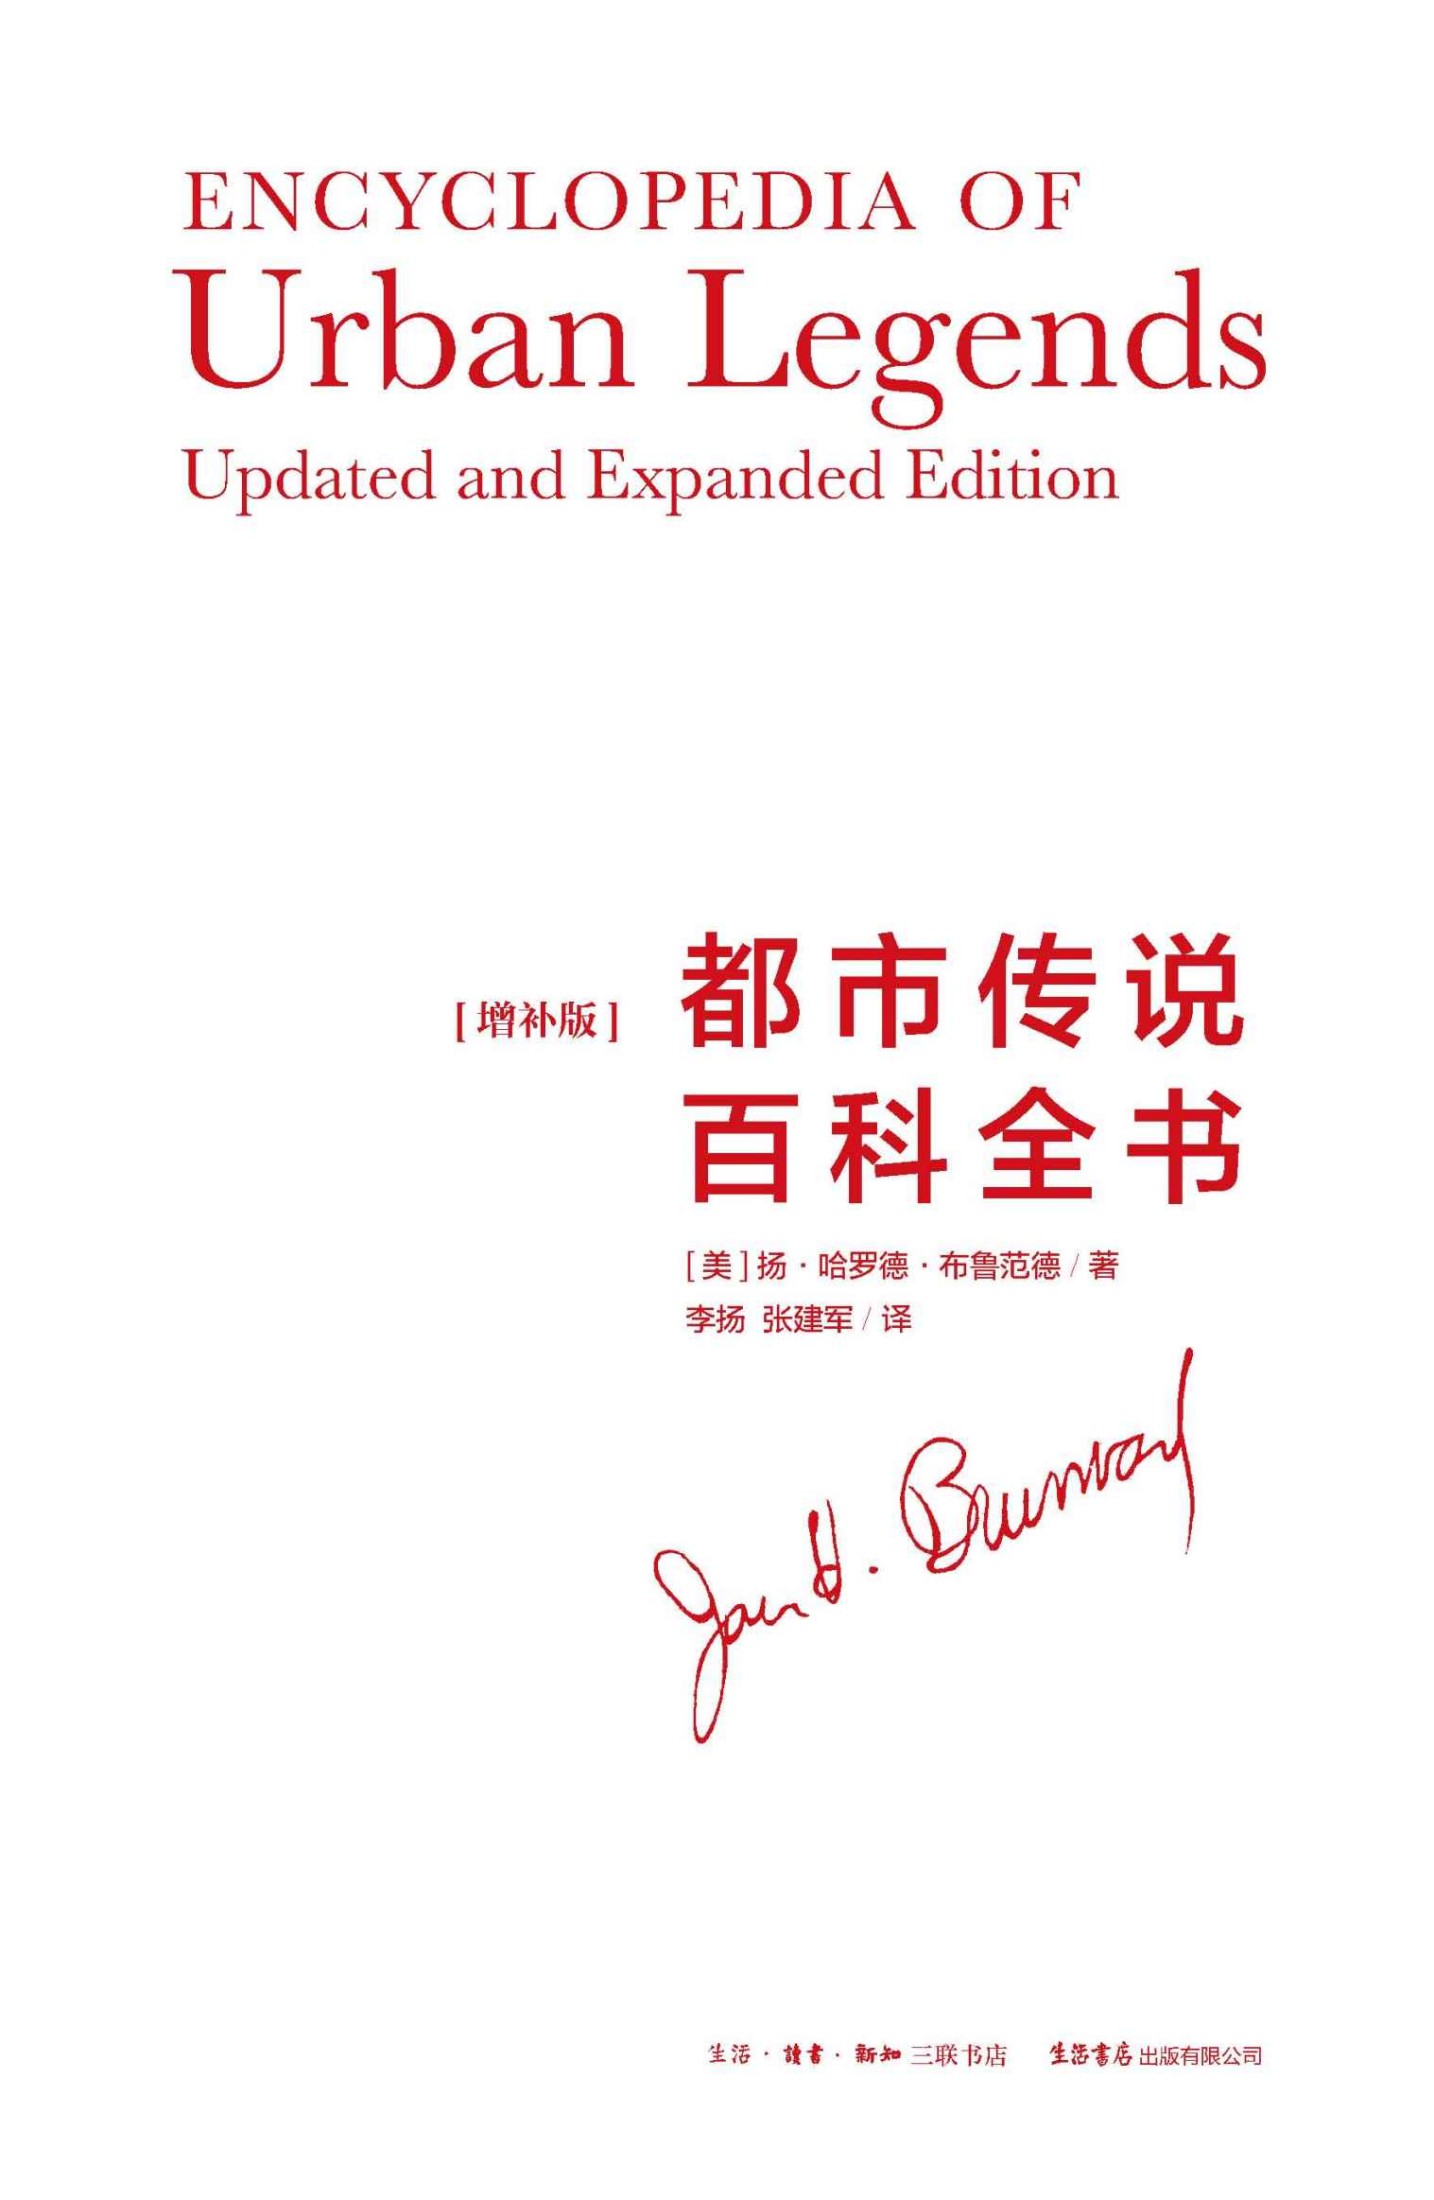 ENCYCLOPEDIA OF
Urban Legends
Updated and Expanded Edition
[增补版] 都市传说
百科全书
[美]扬·哈罗德·布鲁范德/著
李扬 张建军/译
Jan H. Brunvand
生活·讀書·新知三联书店 生活書店出版有限公司